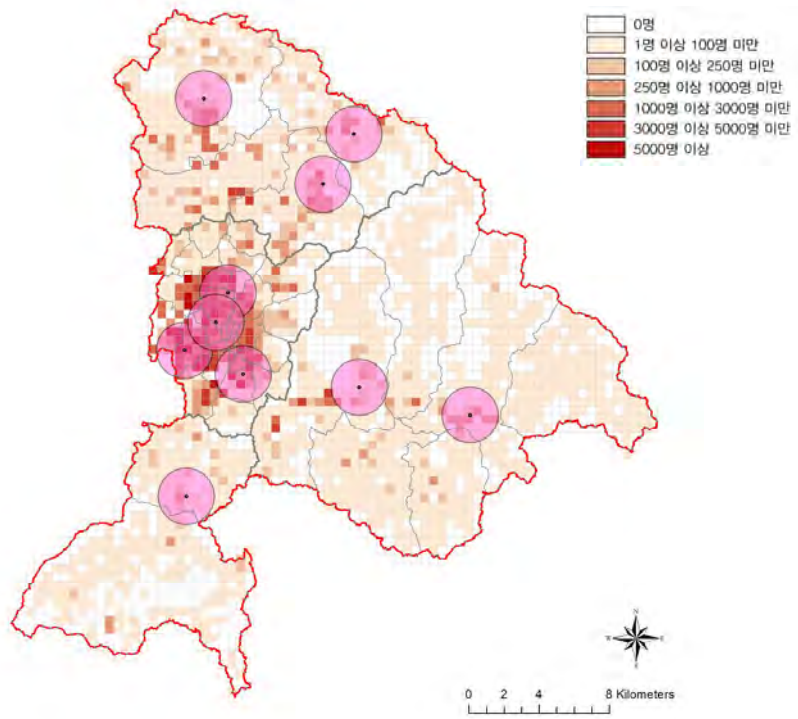 0명
1명 이상 100명 미만
100명 이상 250명 미만
250명 이상 1000명 미만
1000명 이상 3000명 미만
3000명 이상 5000명 미만
5000명 이상
N
W
E
S
0 2 4 8 Kilometers